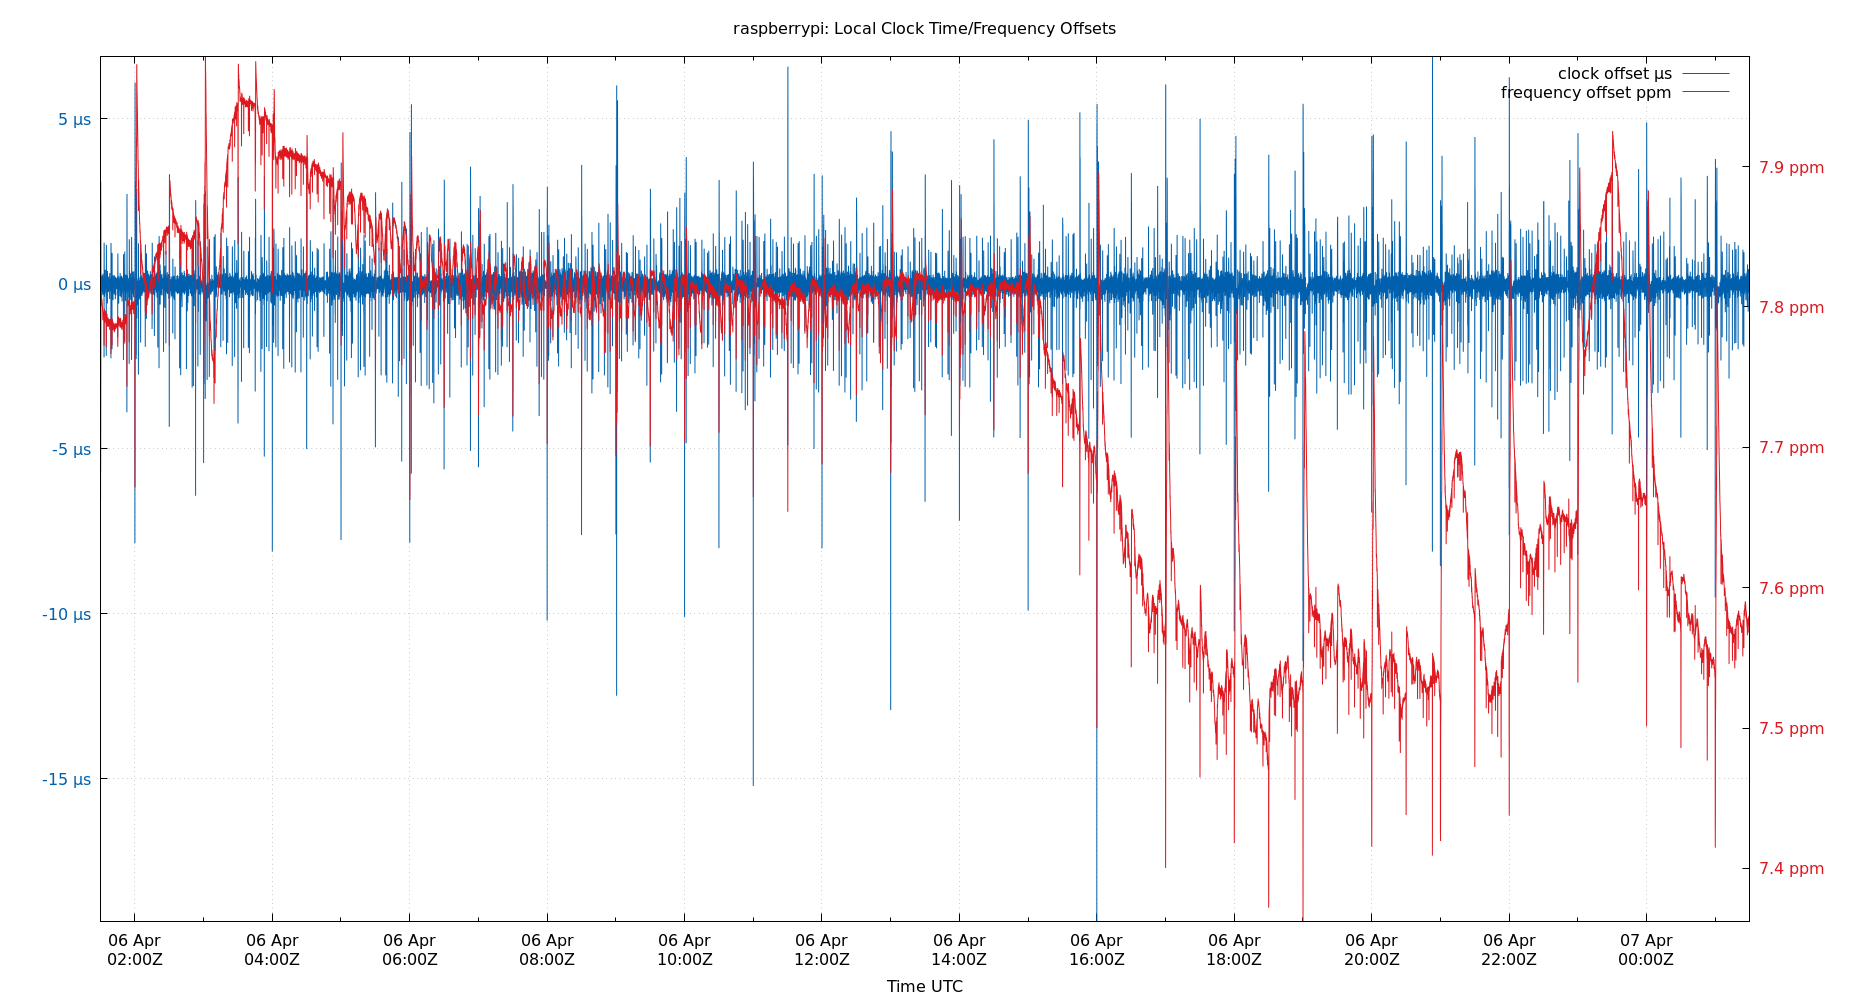 raspberrypi: Local Clock Time/Frequency Offsets
clock offset µs
frequency offset ppm
5 µs
0 µs
-5 µs
-10 µs
-15 µs
7.9 ppm
7.8 ppm
7.7 ppm
7.6 ppm
7.5 ppm
7.4 ppm
06 Apr 06 Apr 06 Apr 06 Apr 06 Apr 06 Apr 06 Apr 06 Apr 06 Apr 06 Apr 06 Apr 07 Apr
02:00Z 04:00Z 06:00Z 08:00Z 10:00Z 12:00Z 14:00Z 16:00Z 18:00Z 20:00Z 22:00Z 00:00Z
Time UTC